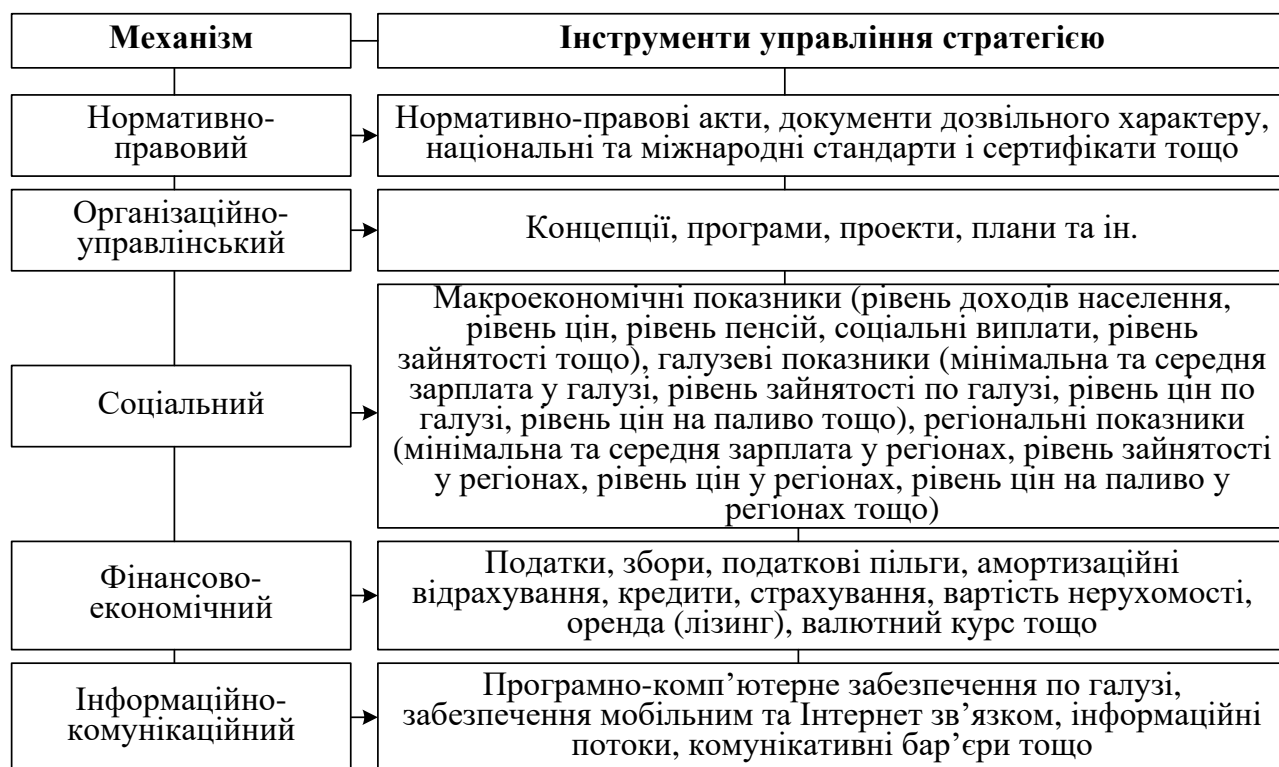 Механізм
Інструменти управління стратегією
Нормативно-
правовий
Нормативно-правові акти, документи дозвільного характеру,
національні та міжнародні стандарти і сертифікати тощо
Організаційно-
управлінський
Концепції, програми, проекти, плани та ін.
Соціальний
Макроекономічні показники (рівень доходів населення,
рівень цін, рівень пенсій, соціальні виплати, рівень
зайнятості тощо), галузеві показники (мінімальна та середня
зарплата у галузі, рівень зайнятості по галузі, рівень цін по
галузі, рівень цін на паливо тощо), регіональні показники
(мінімальна та середня зарплата у регіонах, рівень зайнятості
у регіонах, рівень цін у регіонах, рівень цін на паливо у
регіонах тощо)
Фінансово-
економічний
Податки, збори, податкові пільги, амортизаційні
відрахування, кредити, страхування, вартість нерухомості,
оренда (лізинг), валютний курс тощо
Інформаційно-
комунікаційний
Програмно-комп’ютерне забезпечення по галузі,
забезпечення мобільним та Інтернет зв’язком, інформаційні
потоки, комунікативні бар’єри тощо